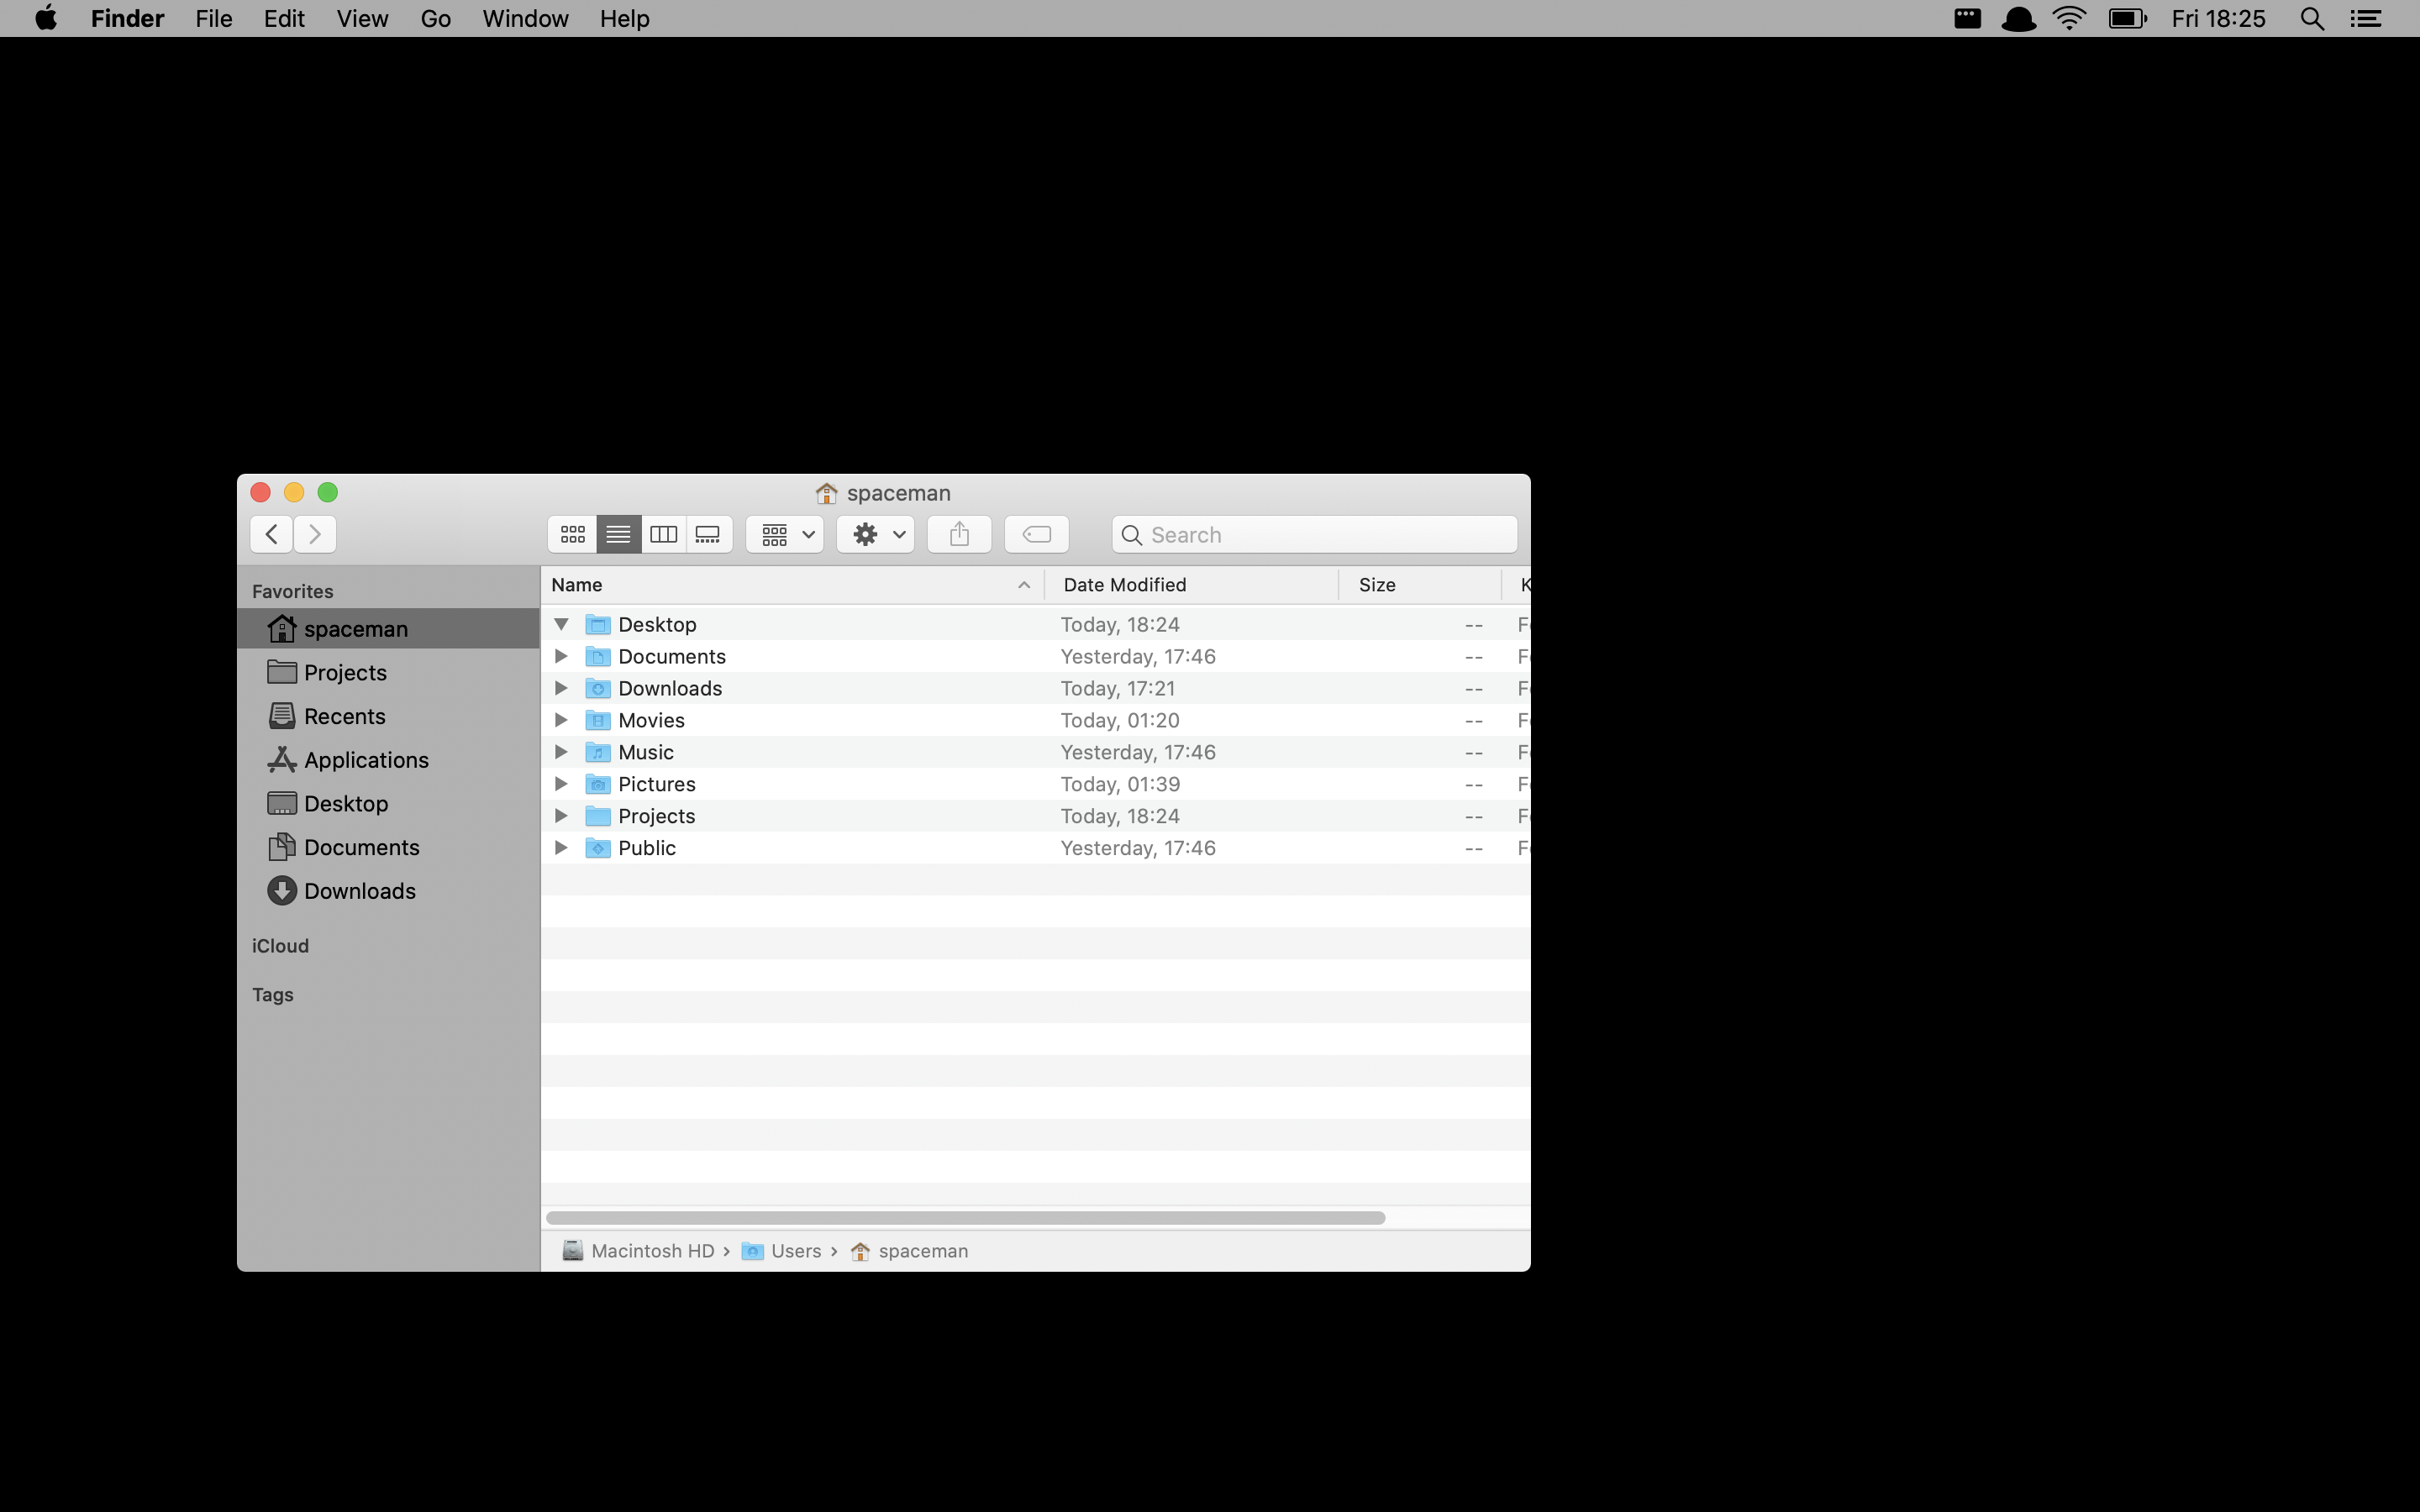 Finder File Edit View Go Window Help Fri 18:25
spaceman
Search
Favorites
spaceman
Projects
Recents
Applications
Desktop
Documents
Downloads
iCloud
Tags
Name Date Modified Size
Desktop Today, 18:24 --
Documents Yesterday, 17:46 --
Downloads Today, 17:21 --
Movies Today, 01:20 --
Music Yesterday, 17:46 --
Pictures Today, 01:39 --
Projects Today, 18:24 --
Public Yesterday, 17:46 --
Macintosh HD › Users › spaceman